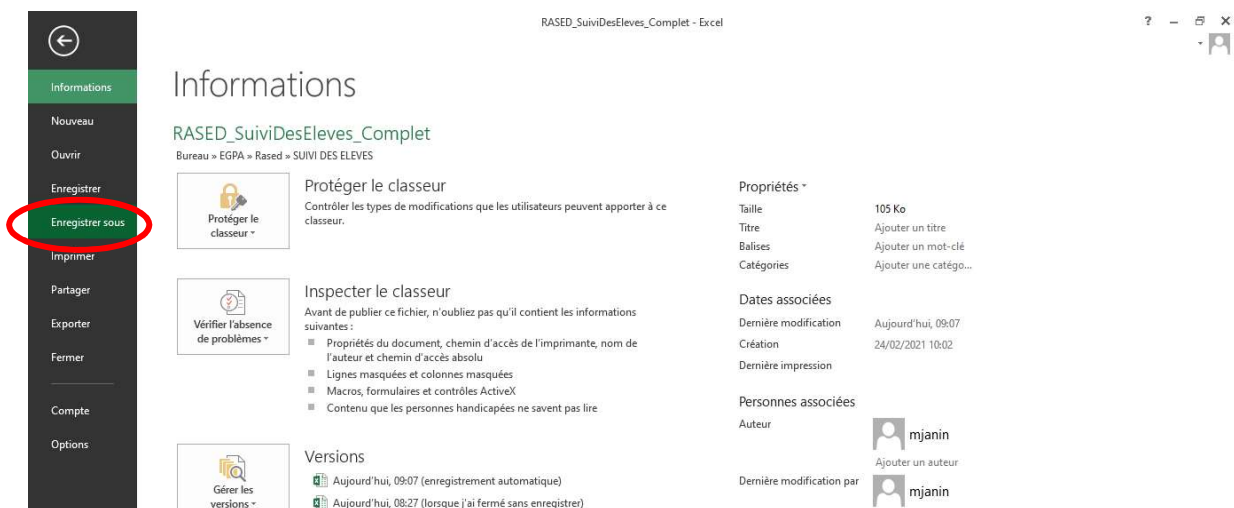 RASED_SuiviDesEleves_Complet - Excel
?
Informations
Nouveau
Ouvrir
Enregistrer
Enregistrer sous
Imprimer
Partager
Exporter
Fermer
Compte
Options
Informations
RASED_SuiviDesEleves_Complet
Bureau » EGPA » Rased » SUIVI DES ELEVES
Protéger le
classeur
Protéger le classeur
Contrôler les types de modifications que les utilisateurs peuvent apporter à ce
classeur.
Vérifier l'absence
de problèmes
Inspecter le classeur
Avant de publier ce fichier, n'oubliez pas qu'il contient les informations
suivantes :
Propriétés du document, chemin d'accès de l'imprimante, nom de
l'auteur et chemin d'accès absolu
Lignes masquées et colonnes masquées
Macros, formulaires et contrôles ActiveX
Contenu que les personnes handicapées ne savent pas lire
Gérer les
versions
Versions
Aujourd'hui, 09:07 (enregistrement automatique)
Aujourd'hui, 08:27 (lorsque j'ai fermé sans enregistrer)
Propriétés
Taille 105 Ko
Titre Ajouter un titre
Balises Ajouter un mot-clé
Catégories Ajouter une catégo...
Dates associées
Dernière modification Aujourd'hui, 09:07
Création 24/02/2021 10:02
Dernière impression
Personnes associées
Auteur mjanin
Ajouter un auteur
Dernière modification par mjanin